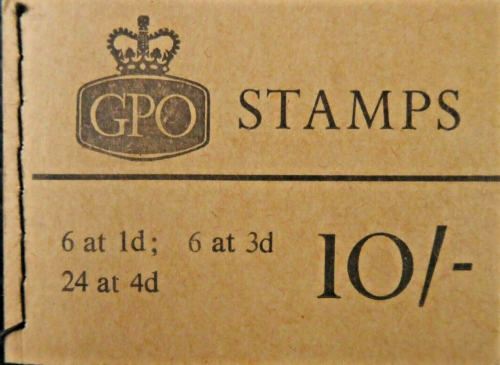 GPO STAMPS
6 at 1d; 6 at 3d
24 at 4d
10/-